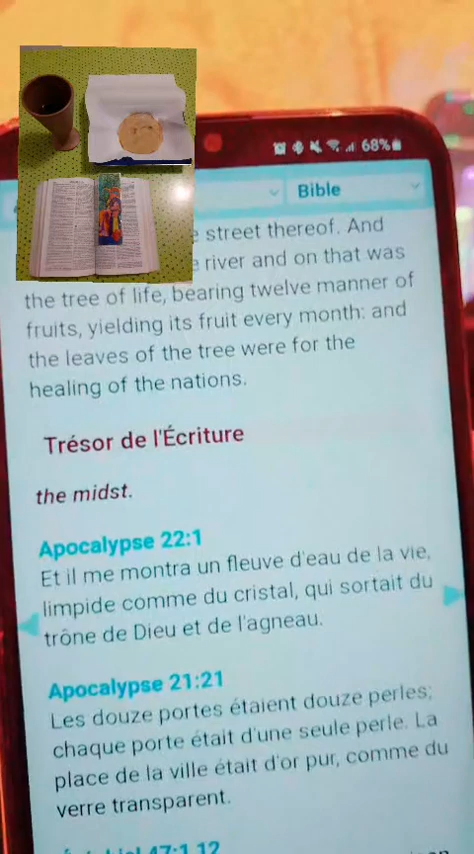 68%
Bible
street thereof. And
river and on that was
the tree of life, bearing twelve manner of
fruits, yielding its fruit every month: and
the leaves of the tree were for the
healing of the nations.
Trésor de l'Écriture
the midst.
Apocalypse 22:1
Et il me montra un fleuve d'eau de la vie,
limpide comme du cristal, qui sortait du
trône de Dieu et de l'agneau.
Apocalypse 21:21
Les douze portes étaient douze perles;
chaque porte était d'une seule perle. La
place de la ville était d'or pur, comme du
verre transparent.
47:1,12